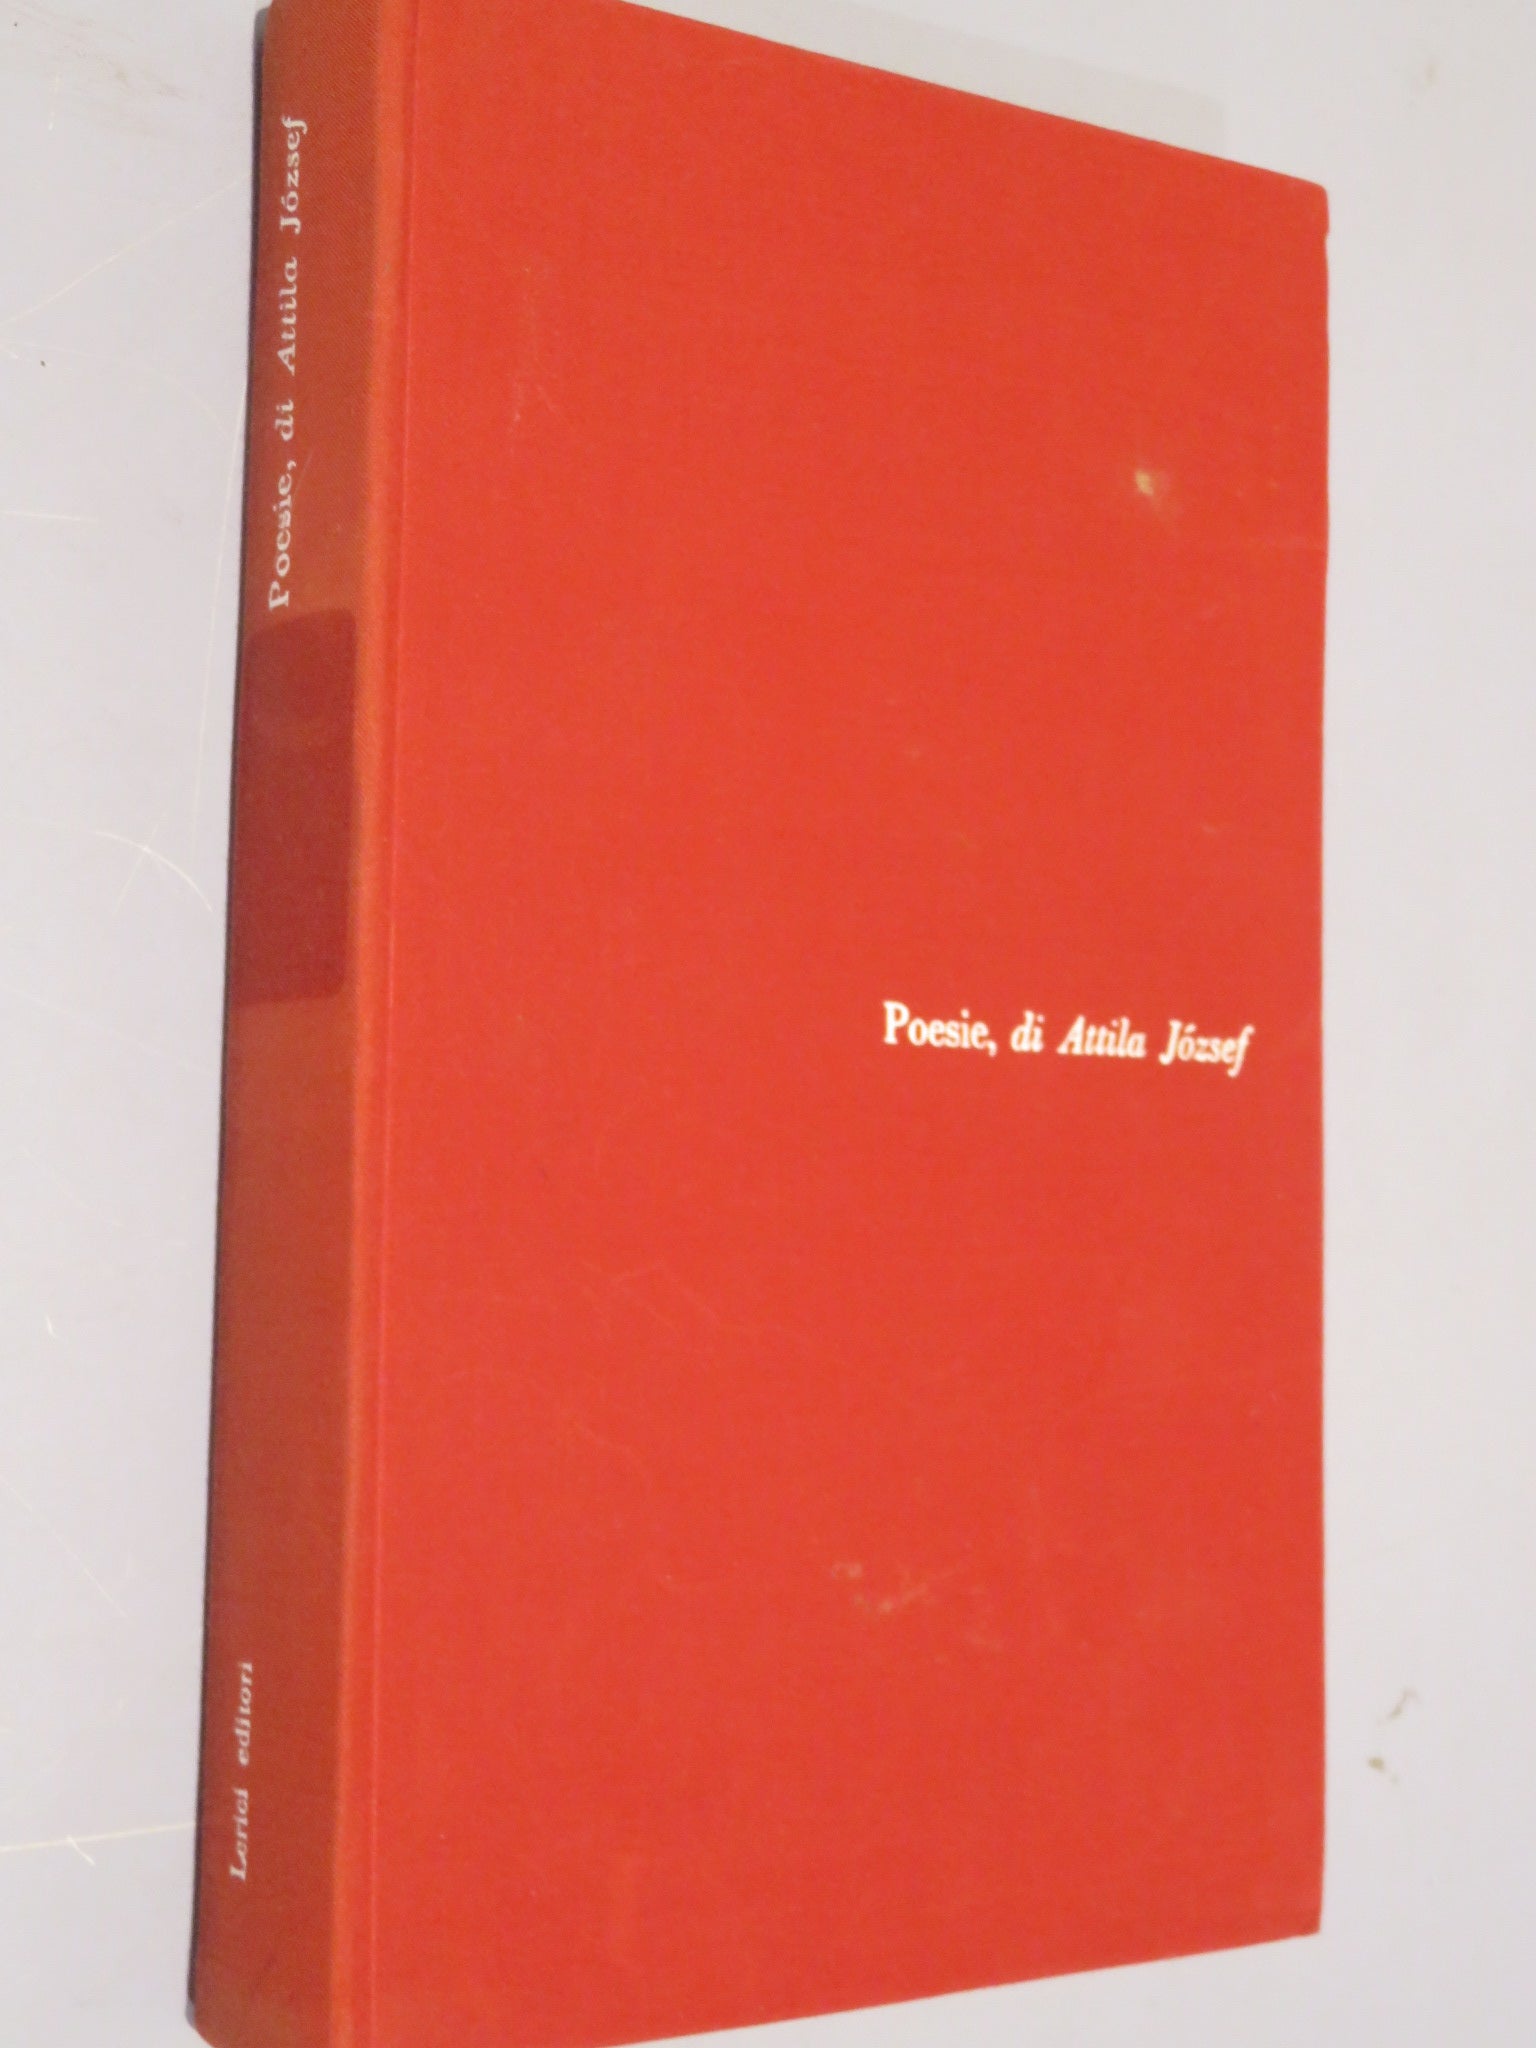 Poesie, di Attila József
Lerici editori
Poesie, di Attila József